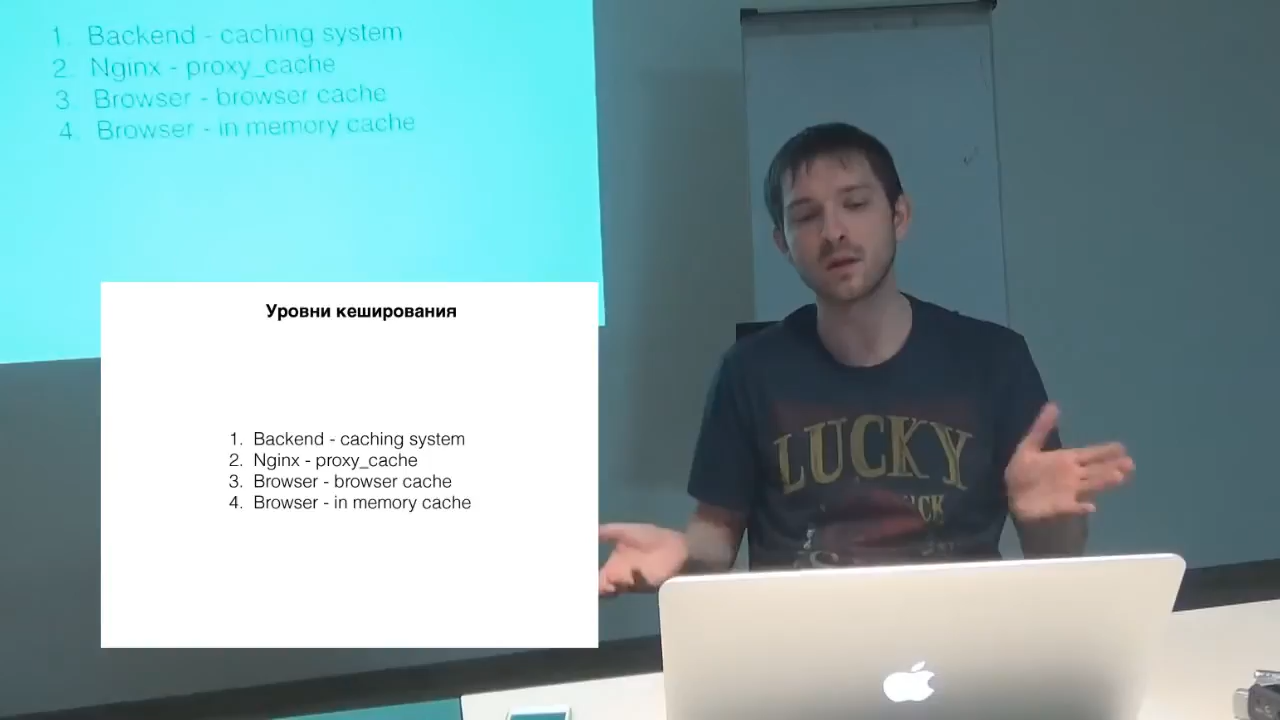 1. Backend - caching system
2. Nginx - proxy_cache
3. Browser - browser cache
4. Browser - in memory cache
Уровни кеширования
1. Backend - caching system
2. Nginx - proxy_cache
3. Browser - browser cache
4. Browser - in memory cache
LUCKY